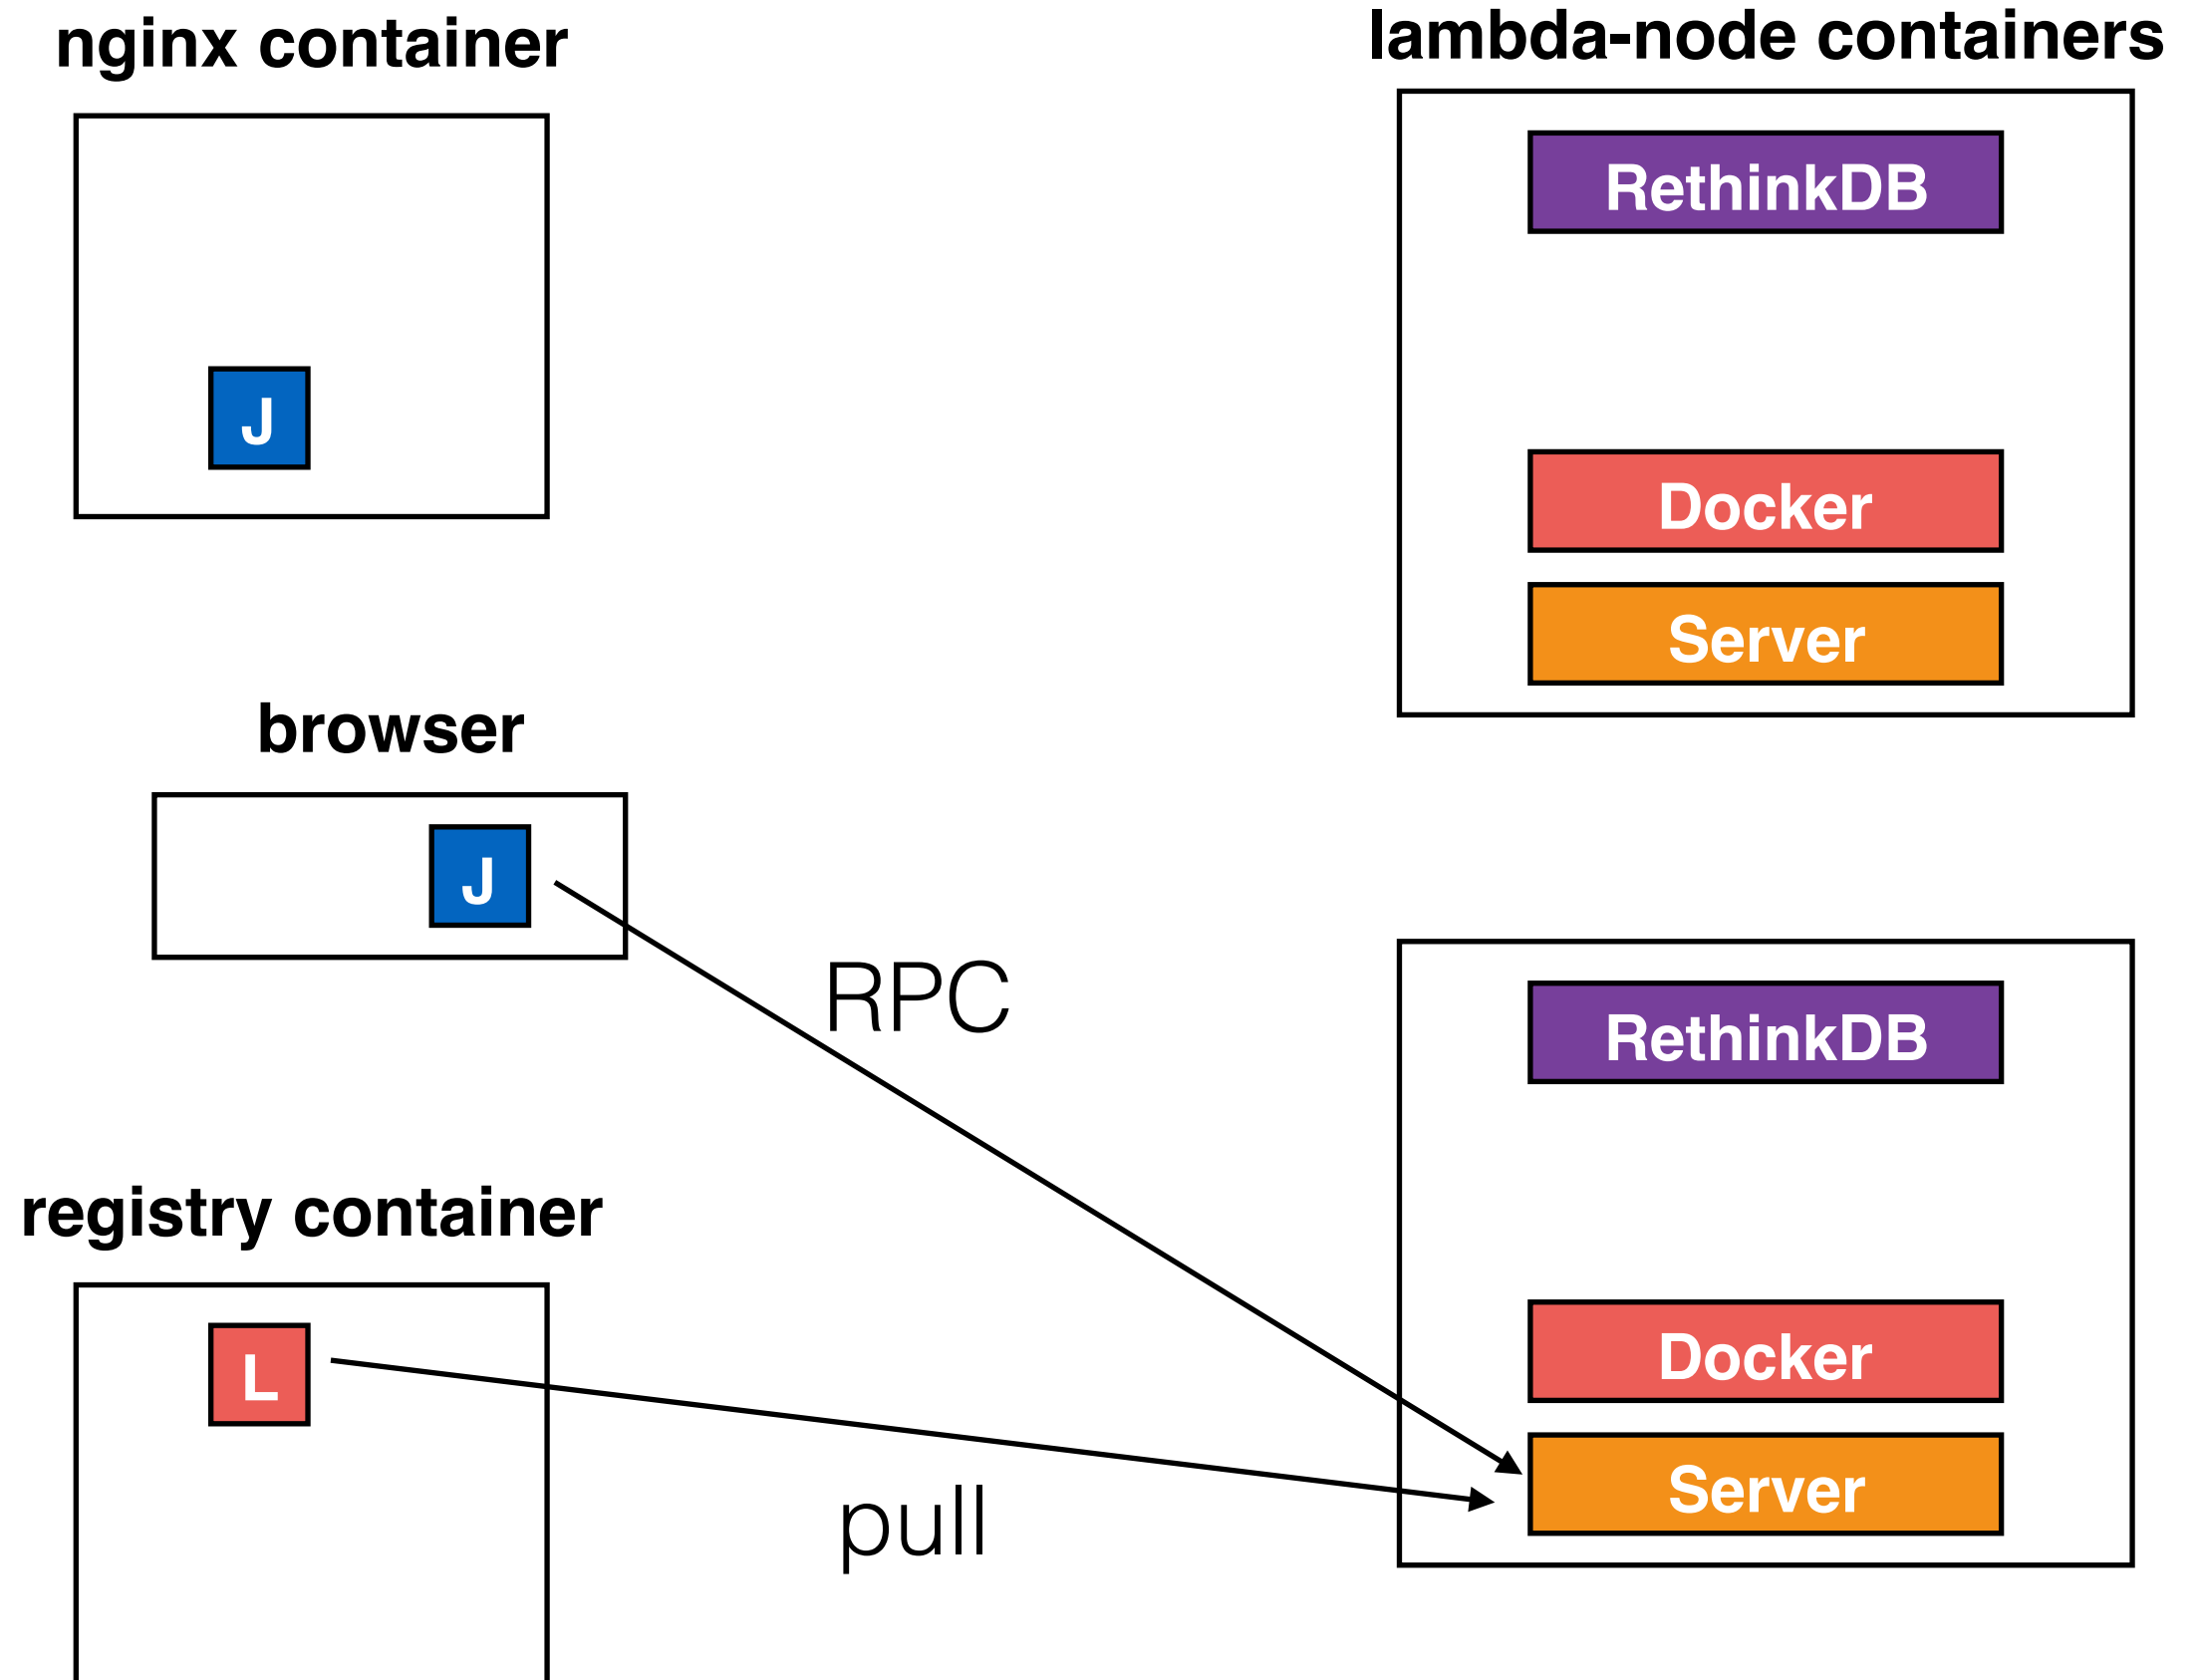 nginx container
J
browser
J
RPC
registry container
L
pull
lambda-node containers
RethinkDB
Docker
Server
RethinkDB
Docker
Server